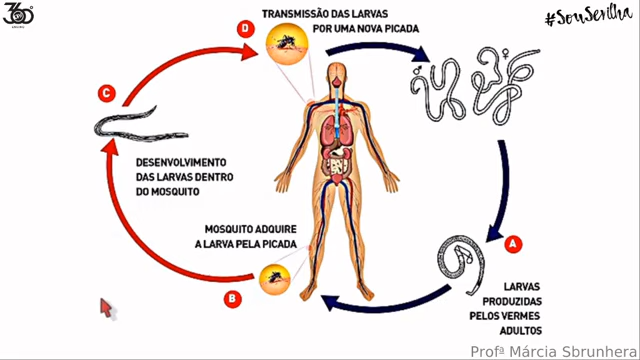 360°
#SouSevilha
TRANSMISSÃO DAS LARVAS
POR UMA NOVA PICADA
D
C
DESENVOLVIMENTO
DAS LARVAS DENTRO
DO MOSQUITO
MOSQUITO ADQUIRE
A LARVA PELA PICADA
B
A
LARVAS
PRODUZIDAS
PELOS VERMES
ADULTOS
Profª Márcia Sbrunhera